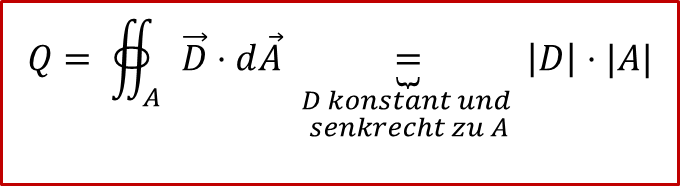 Q = ∯_A D⃗ · dA⃗ = |D| · |A|
D konstant und
senkrecht zu A